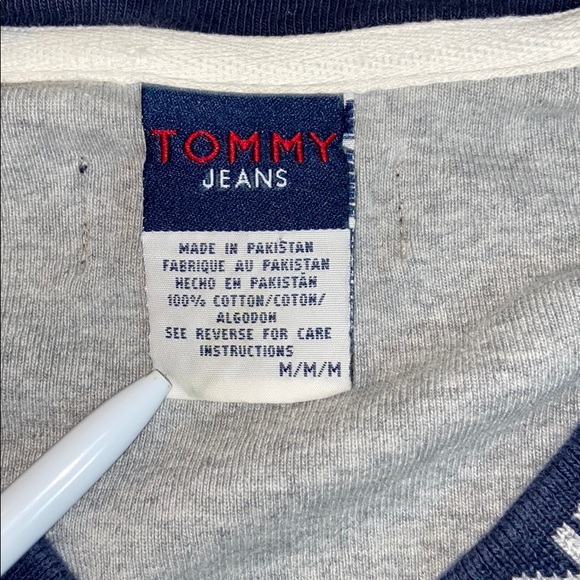 TOMMY
JEANS
MADE IN PAKISTAN
FABRIQUE AU PAKISTAN
HECHO EN PAKISTÁN
100% COTTON/COTON/
ALGODON
SEE REVERSE FOR CARE
INSTRUCTIONS
M/M/M